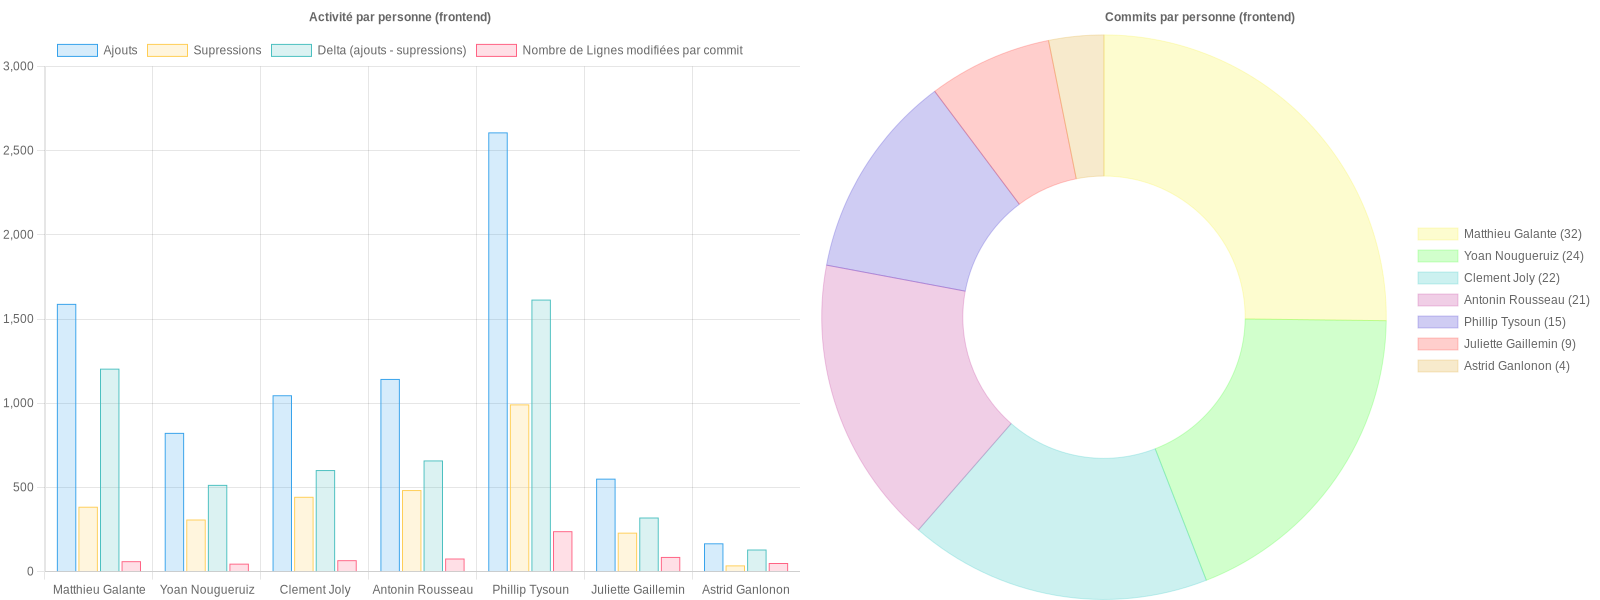 Activité par personne (frontend)
Ajouts
Supressions
Delta (ajouts - supressions)
Nombre de Lignes modifiées par commit
3,000
2,500
2,000
1,500
1,000
500
0
Matthieu Galante
Yoan Nougueruiz
Clement Joly
Antonin Rousseau
Phillip Tysoun
Juliette Gaillemin
Astrid Ganlonon
Commits par personne (frontend)
Matthieu Galante (32)
Yoan Nougueruiz (24)
Clement Joly (22)
Antonin Rousseau (21)
Phillip Tysoun (15)
Juliette Gaillemin (9)
Astrid Ganlonon (4)